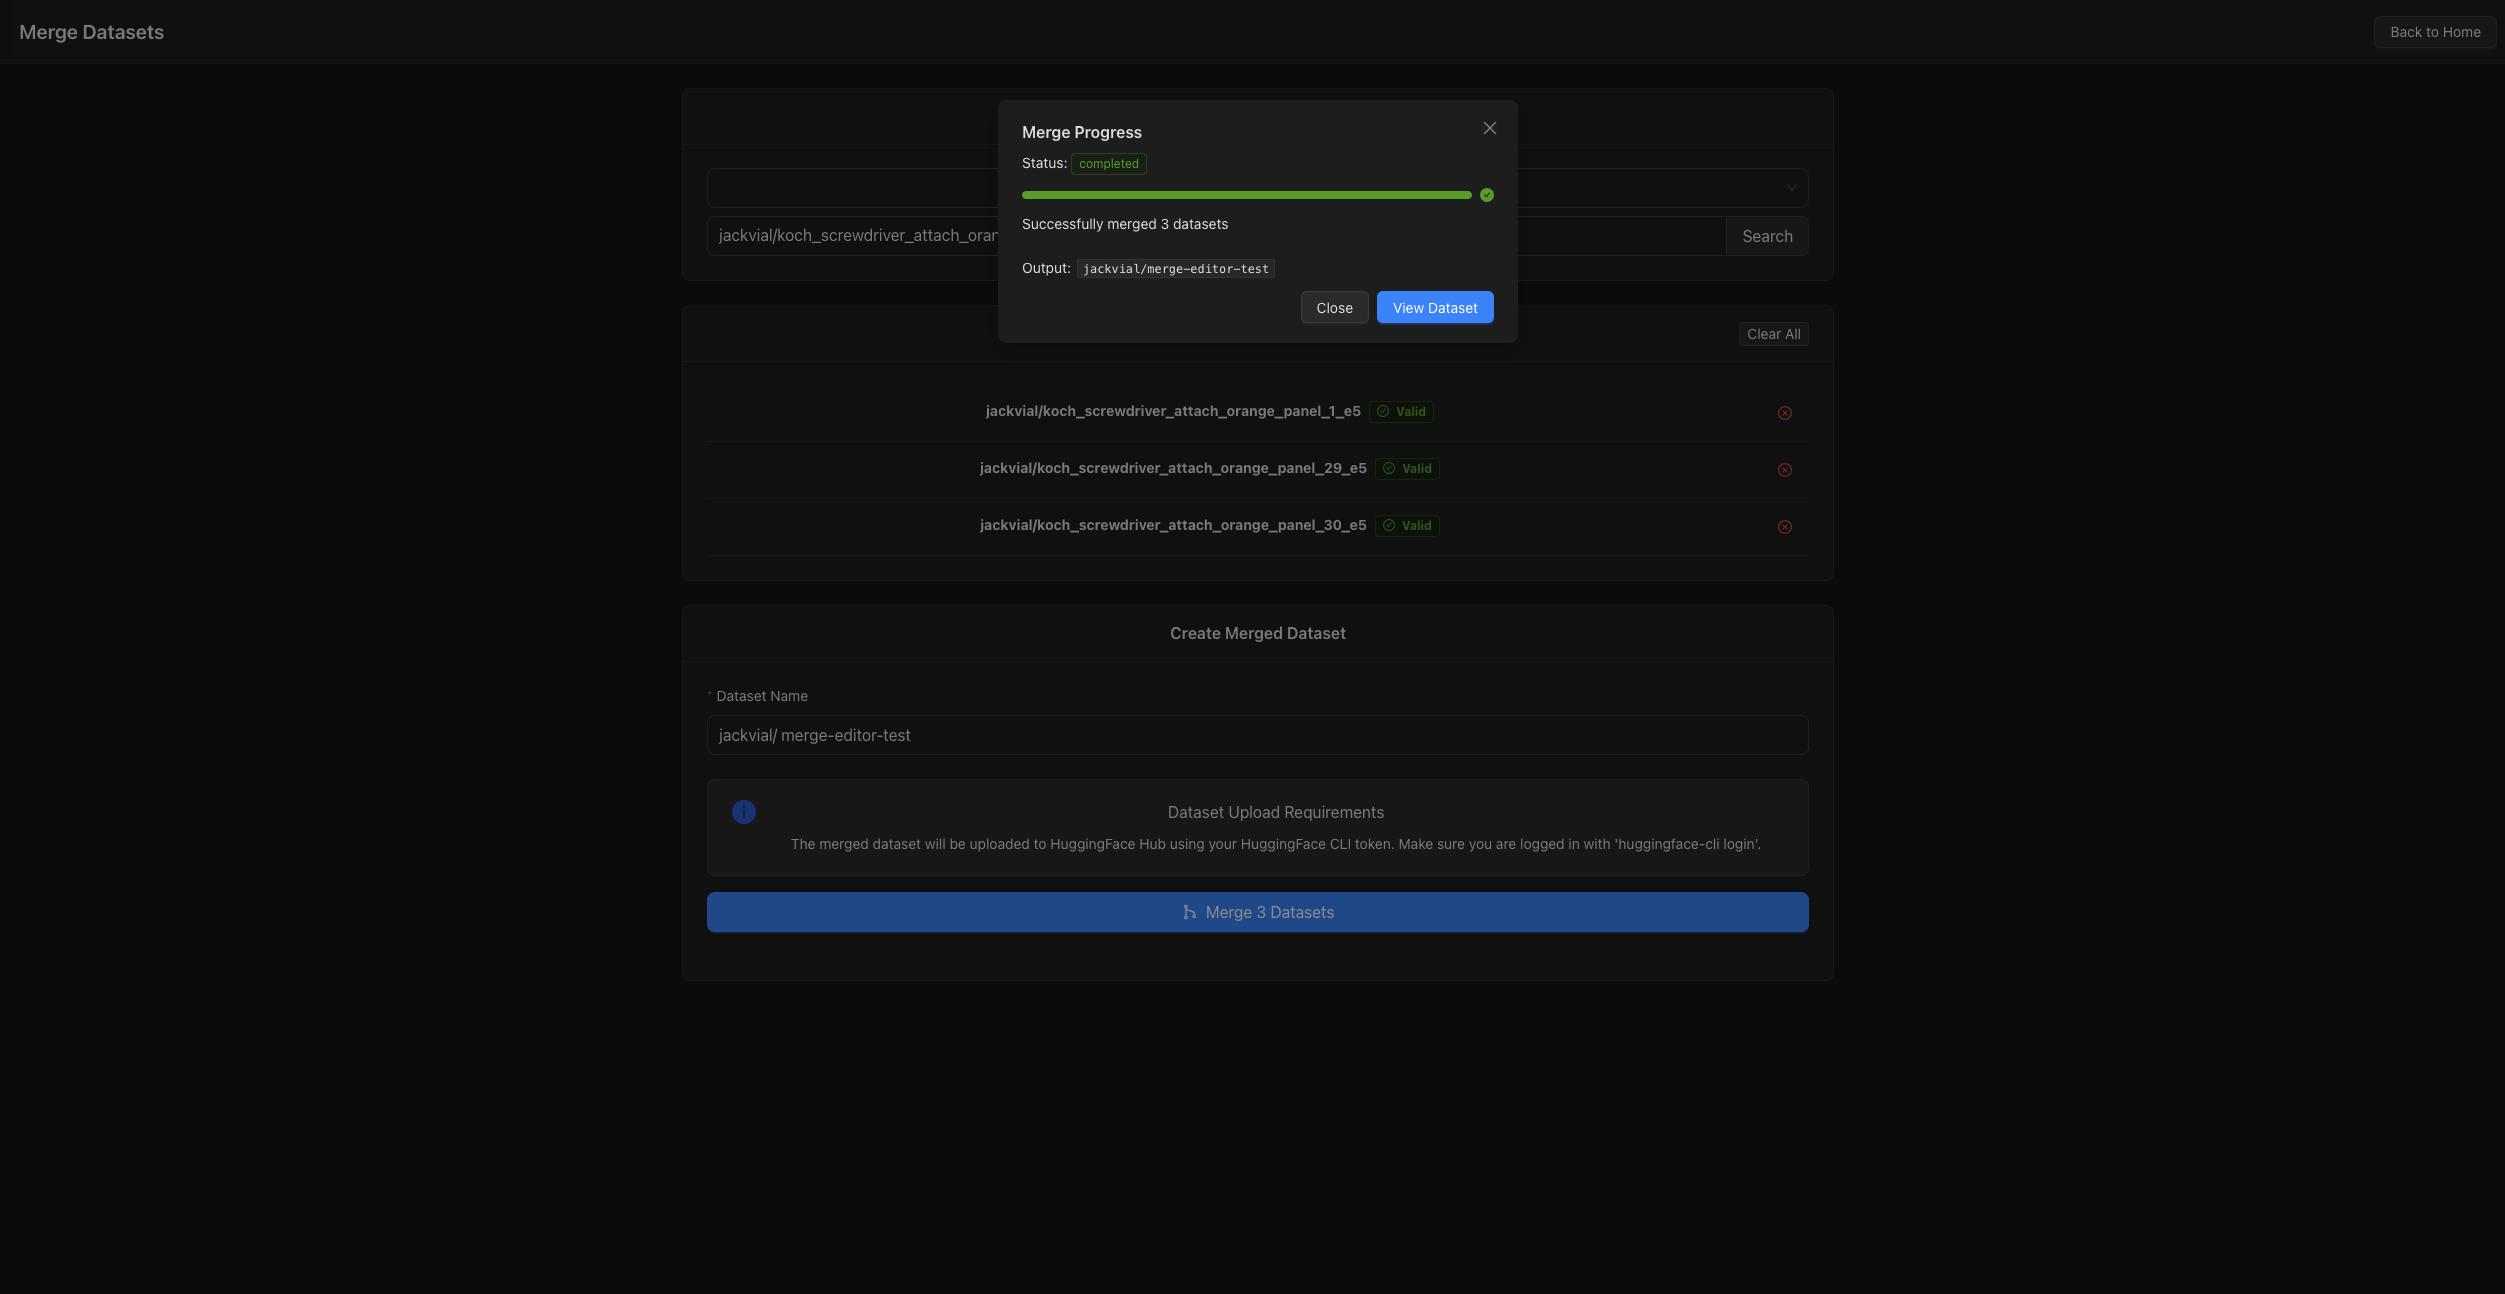 Merge Datasets
Back to Home
Merge Progress
Status: completed
Successfully merged 3 datasets
Output: jackvial/merge-editor-test
Close
View Dataset
jackvial/koch_screwdriver_attach_oran
Search
Clear All
jackvial/koch_screwdriver_attach_orange_panel_1_e5 Valid
jackvial/koch_screwdriver_attach_orange_panel_29_e5 Valid
jackvial/koch_screwdriver_attach_orange_panel_30_e5 Valid
Create Merged Dataset
* Dataset Name
jackvial/ merge-editor-test
Dataset Upload Requirements
The merged dataset will be uploaded to HuggingFace Hub using your HuggingFace CLI token. Make sure you are logged in with 'huggingface-cli login'.
Merge 3 Datasets